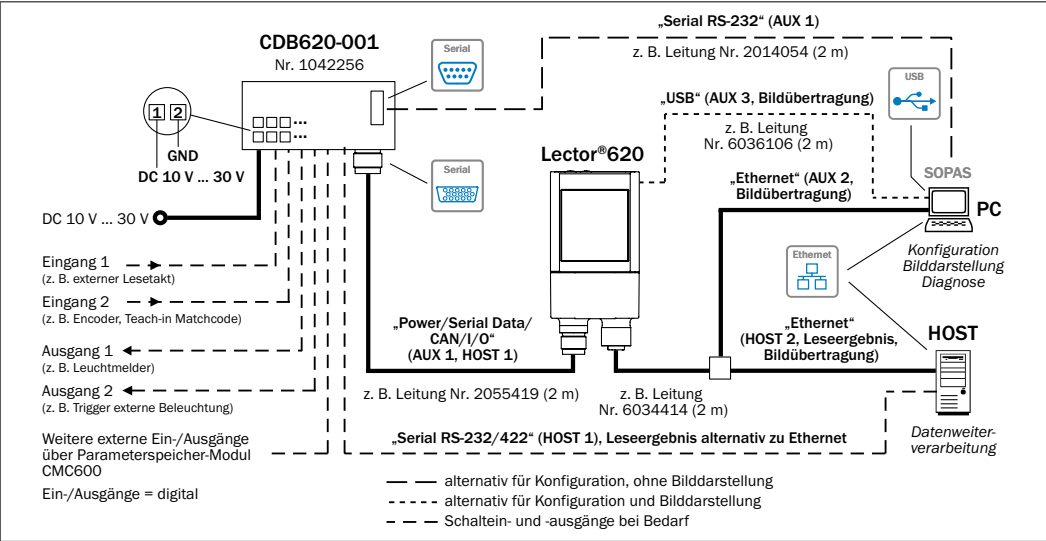 „Serial RS-232“ (AUX 1)
z. B. Leitung Nr. 2014054 (2 m)
CDB620-001
Nr. 1042256
Serial
USB
„USB“ (AUX 3, Bildübertragung)
z. B. Leitung
Nr. 6036106 (2 m)
1 2
GND
DC 10 V ... 30 V
Serial
Lector®620
SOPAS
„Ethernet“ (AUX 2,
Bildübertragung)
PC
DC 10 V ... 30 V
Konfiguration
Bilddarstellung
Diagnose
Ethernet
Eingang 1
(z. B. externer Lesetakt)
Eingang 2
(z. B. Encoder, Teach-in Matchcode)
Ausgang 1
(z. B. Leuchtmelder)
Ausgang 2
(z. B. Trigger externe Beleuchtung)
„Power/Serial Data/
CAN/I/O“
(AUX 1, HOST 1)
„Ethernet“
(HOST 2, Leseergebnis,
Bildübertragung)
HOST
z. B. Leitung Nr. 2055419 (2 m)
z. B. Leitung
Nr. 6034414 (2 m)
Datenweiter-
verarbeitung
Weitere externe Ein-/Ausgänge
über Parameterspeicher-Modul
CMC600
Ein-/Ausgänge = digital
„Serial RS-232/422“ (HOST 1), Leseergebnis alternativ zu Ethernet
alternativ für Konfiguration, ohne Bilddarstellung
alternativ für Konfiguration und Bilddarstellung
Schaltein- und -ausgänge bei Bedarf